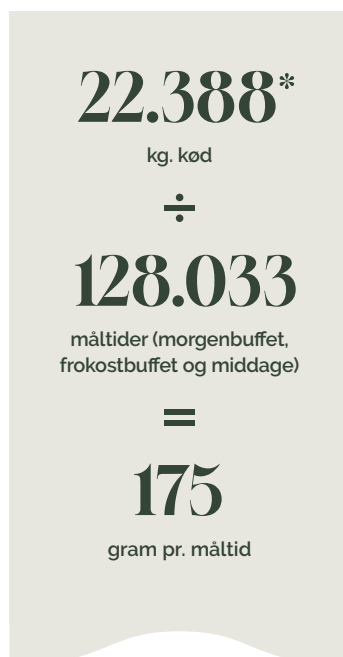 22.388*
kg. kød
÷
128.033
måltider (morgenbuffet,
frokostbuffet og middage)
=
175
gram pr. måltid